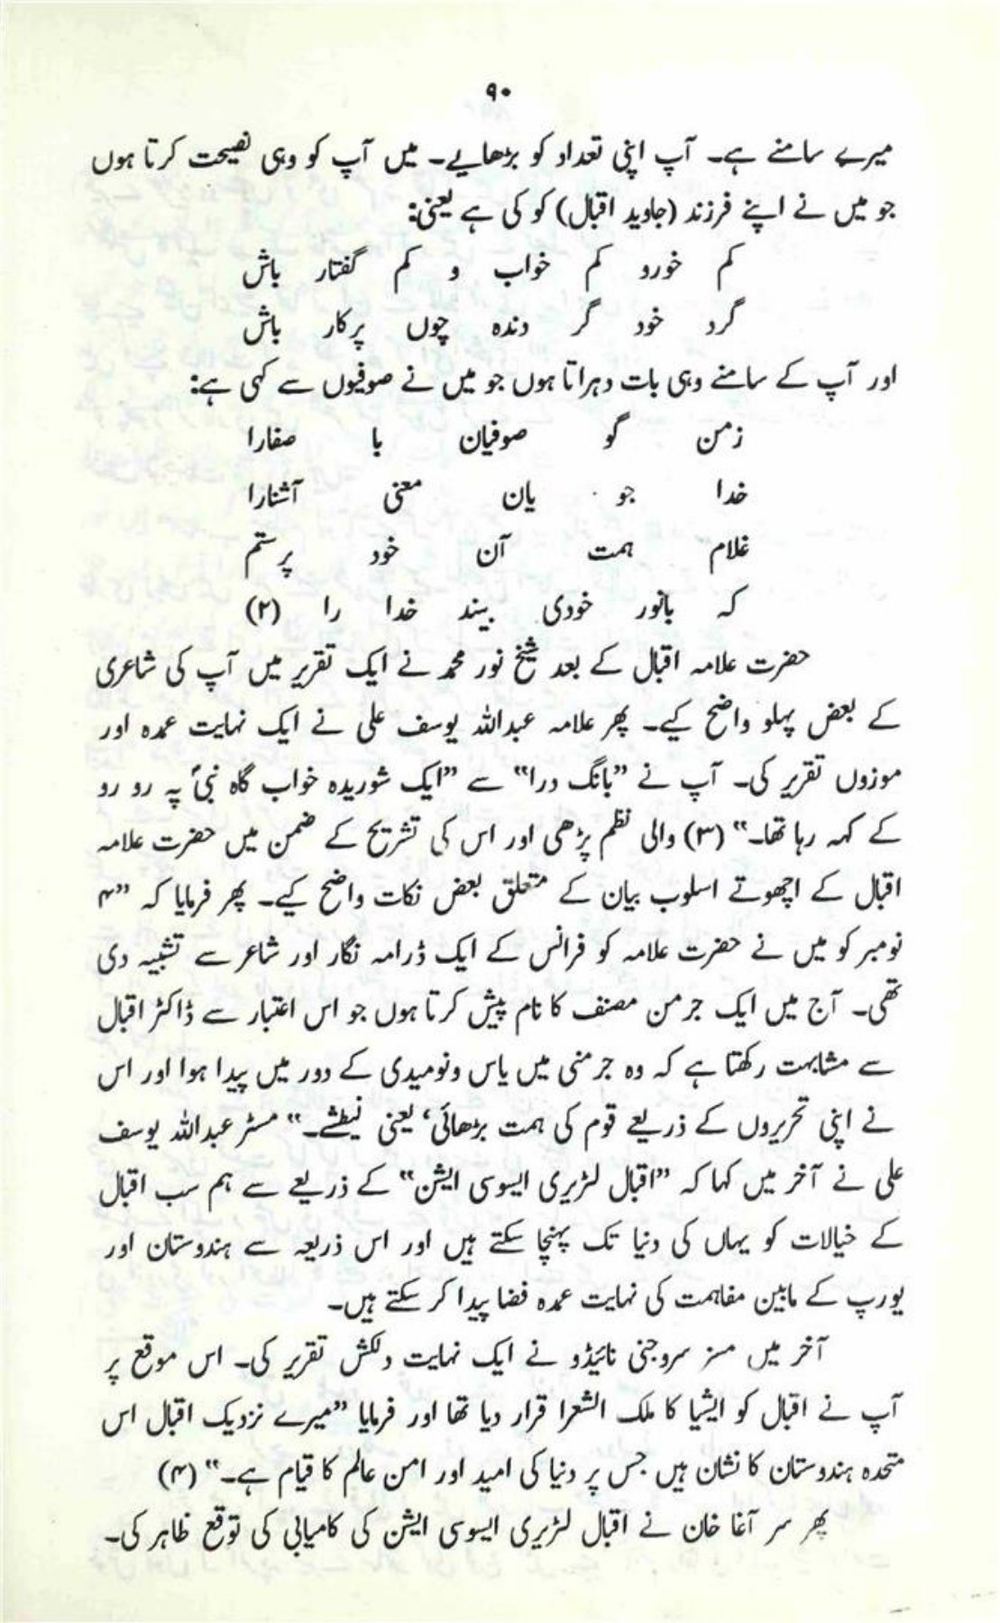 ۹۰
میرے سامنے ہے۔ آپ اپنی تعداد کو بڑھایے۔ میں آپ کو وہی نصیحت کرتا ہوں
جو میں نے اپنے فرزند (جاوید اقبال) کو کی ہے یعنی:
کم خورو کم خواب و کم گفتار باش
گرد خود گر دندہ چوں پرکار باش
اور آپ کے سامنے وہی بات دہراتا ہوں جو میں نے صوفیوں سے کہی ہے:
زمن گو صوفیان با صفارا
خدا جو یان معنی آشنارا
غلام ہمت آن خود پرستم
کہ بانور خودی بیند خدا را (۲)
حضرت علامہ اقبال کے بعد شیخ نور محمد نے ایک تقریر میں آپ کی شاعری
کے بعض پہلو واضح کیے۔ پھر علامہ عبداللہ یوسف علی نے ایک نہایت عمدہ اور
موزوں تقریر کی۔ آپ نے ”بانگ درا“ سے ”ایک شوریدہ خواب گاہ نبیؐ پہ رو رو
کے کہہ رہا تھا۔“ (۳) والی نظم پڑھی اور اس کی تشریح کے ضمن میں حضرت علامہ
اقبال کے اچھوتے اسلوب بیان کے متعلق بعض نکات واضح کیے۔ پھر فرمایا کہ ”۴
نومبر کو میں نے حضرت علامہ کو فرانس کے ایک ڈرامہ نگار اور شاعر سے تشبیہ دی
تھی۔ آج میں ایک جرمن مصنف کا نام پیش کرتا ہوں جو اس اعتبار سے ڈاکٹر اقبال
سے مشابہت رکھتا ہے کہ وہ جرمنی میں یاس ونومیدی کے دور میں پیدا ہوا اور اس
نے اپنی تحریروں کے ذریعے قوم کی ہمت بڑھائی، یعنی نیطشے۔“ مسٹر عبداللہ یوسف
علی نے آخر میں کہا کہ ”اقبال لٹریری ایسوسی ایشن“ کے ذریعے سے ہم سب اقبال
کے خیالات کو یہاں کی دنیا تک پہنچا سکتے ہیں اور اس ذریعہ سے ہندوستان اور
یورپ کے مابین مفاہمت کی نہایت عمدہ فضا پیدا کر سکتے ہیں۔
آخر میں مسز سروجنی نائیڈو نے ایک نہایت دلکش تقریر کی۔ اس موقع پر
آپ نے اقبال کو ایشیا کا ملک الشعرا قرار دیا تھا اور فرمایا ”میرے نزدیک اقبال اس
متحدہ ہندوستان کا نشان ہیں جس پر دنیا کی امید اور امن عالم کا قیام ہے۔“ (۴)
پھر سر آغا خان نے اقبال لٹریری ایسوسی ایشن کی کامیابی کی توقع ظاہر کی۔